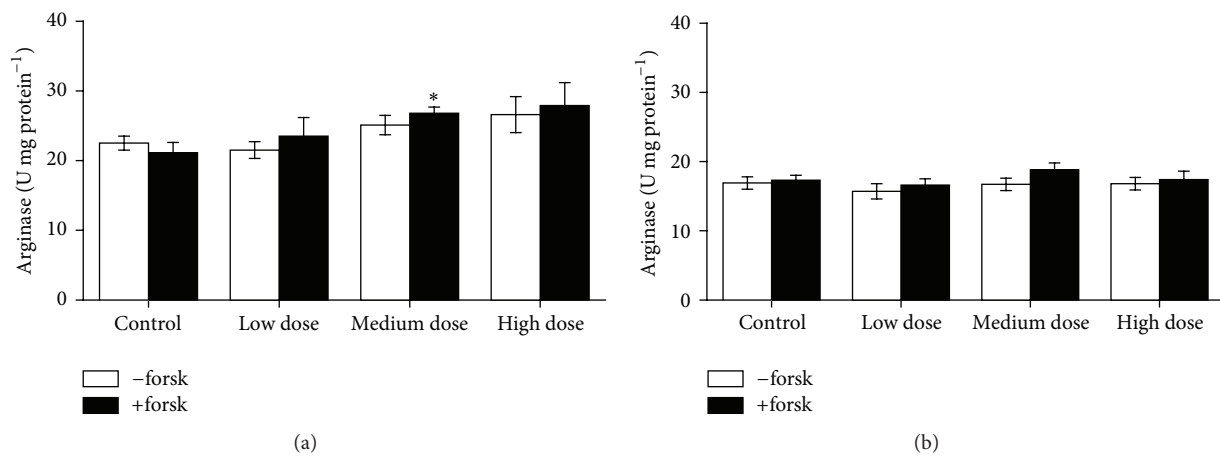 40
30
20
10
0
Arginase (U mg protein⁻¹)
*
Control Low dose Medium dose High dose
−forsk
+forsk
(a)
40
30
20
10
0
Arginase (U mg protein⁻¹)
Control Low dose Medium dose High dose
−forsk
+forsk
(b)